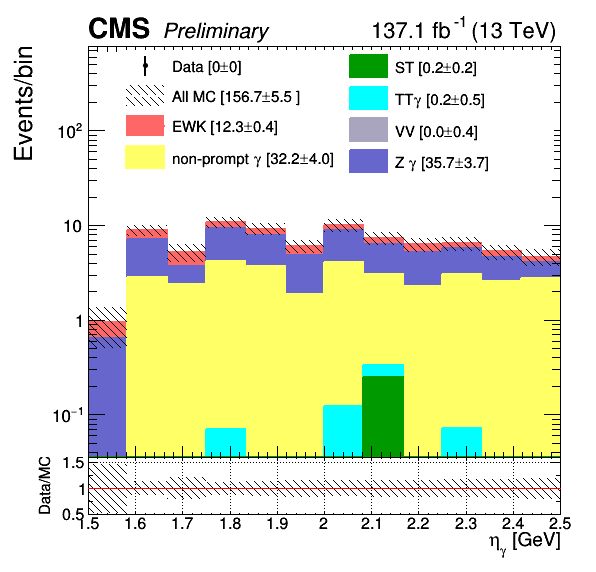 CMS Preliminary 137.1 fb⁻¹ (13 TeV)
Events/bin
Data [0±0]
All MC [156.7±5.5 ]
EWK [12.3±0.4]
non-prompt γ [32.2±4.0]
ST [0.2±0.2]
TTγ [0.2±0.5]
VV [0.0±0.4]
Z γ [35.7±3.7]
10²
10
1
10⁻¹
Data/MC
1.5
1
0.5
1.5 1.6 1.7 1.8 1.9 2 2.1 2.2 2.3 2.4 2.5
ηγ [GeV]